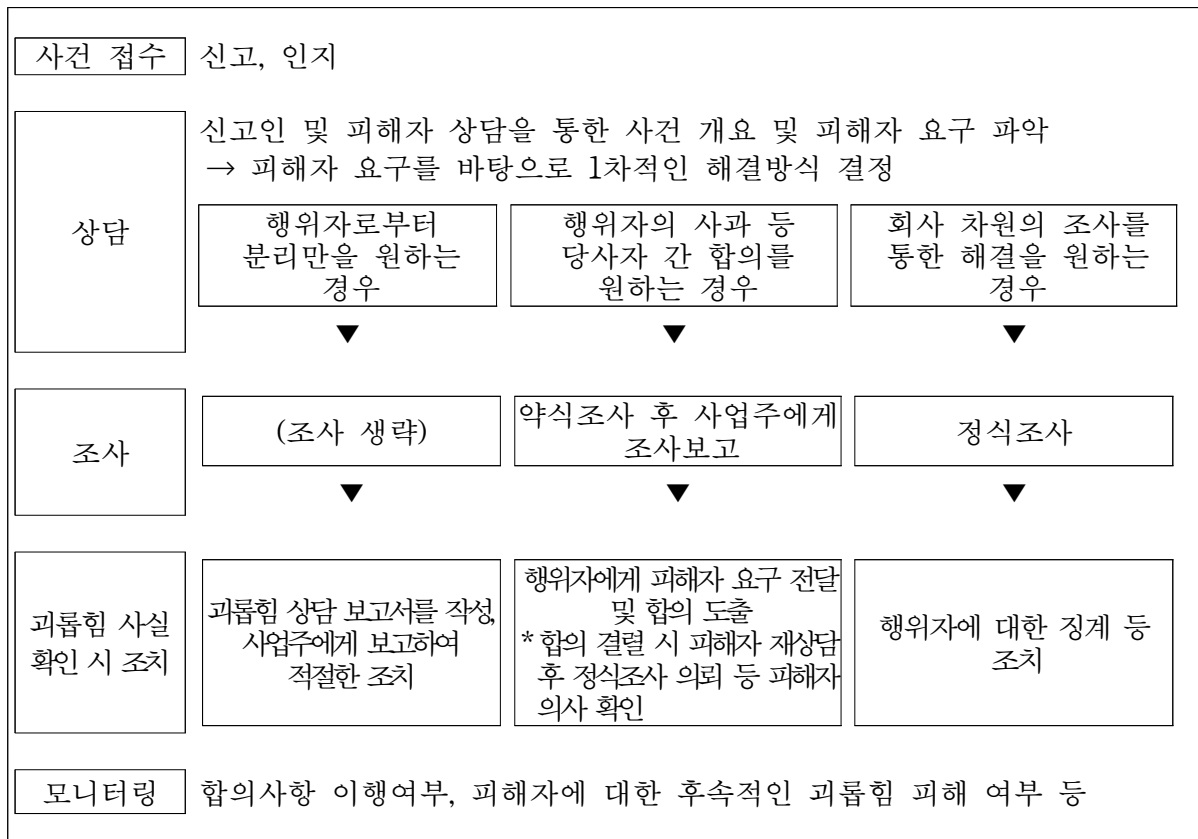 사건 접수
신고, 인지
상담
신고인 및 피해자 상담을 통한 사건 개요 및 피해자 요구 파악
→ 피해자 요구를 바탕으로 1차적인 해결방식 결정
행위자로부터
분리만을 원하는
경우
행위자의 사과 등
당사자 간 합의를
원하는 경우
회사 차원의 조사를
통한 해결을 원하는
경우
▼ ▼ ▼
조사
(조사 생략)
약식조사 후 사업주에게
조사보고
정식조사
▼ ▼ ▼
괴롭힘 사실
확인 시 조치
괴롭힘 상담 보고서를 작성,
사업주에게 보고하여
적절한 조치
행위자에게 피해자 요구 전달
및 합의 도출
* 합의 결렬 시 피해자 재상담
후 정식조사 의뢰 등 피해자
의사 확인
행위자에 대한 징계 등
조치
모니터링
합의사항 이행여부, 피해자에 대한 후속적인 괴롭힘 피해 여부 등